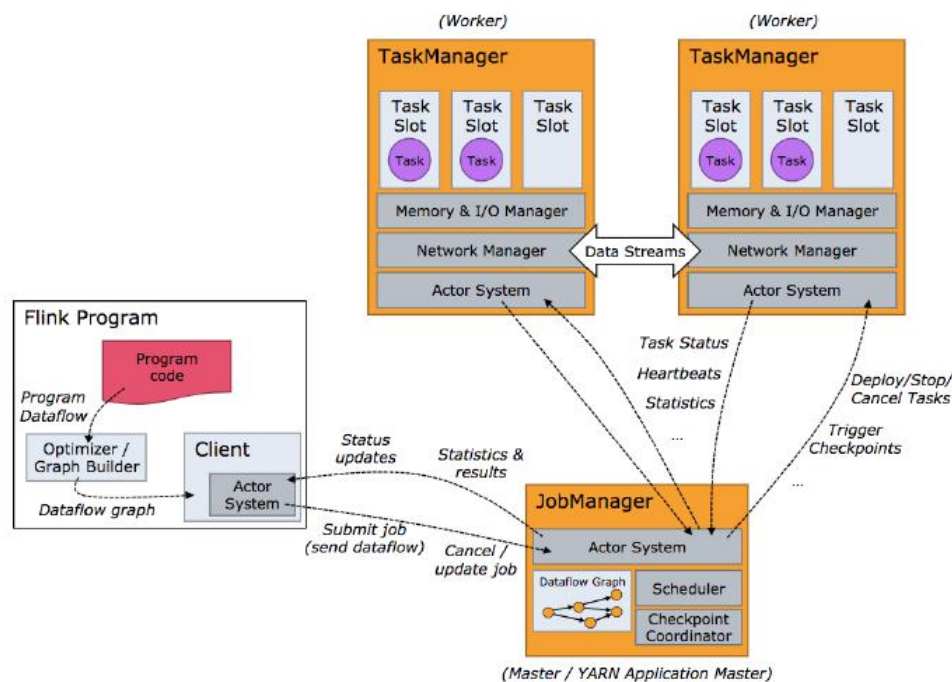 (Worker)
(Worker)
TaskManager
TaskManager
Task
Slot
Task
Slot
Task
Slot
Task
Task
Task
Slot
Task
Slot
Task
Slot
Task
Task
Memory & I/O Manager
Memory & I/O Manager
Network Manager
Data Streams
Network Manager
Actor System
Actor System
Flink Program
Program
code
Program
Dataflow
Optimizer /
Graph Builder
Dataflow graph
Client
Actor
System
Status
updates
Statistics &
results
Submit job
(send dataflow)
Cancel /
update job
Task Status
Heartbeats
Statistics
...
Deploy/Stop/
Cancel Tasks
Trigger
Checkpoints
...
JobManager
Actor System
Dataflow Graph
Scheduler
Checkpoint
Coordinator
(Master / YARN Application Master)